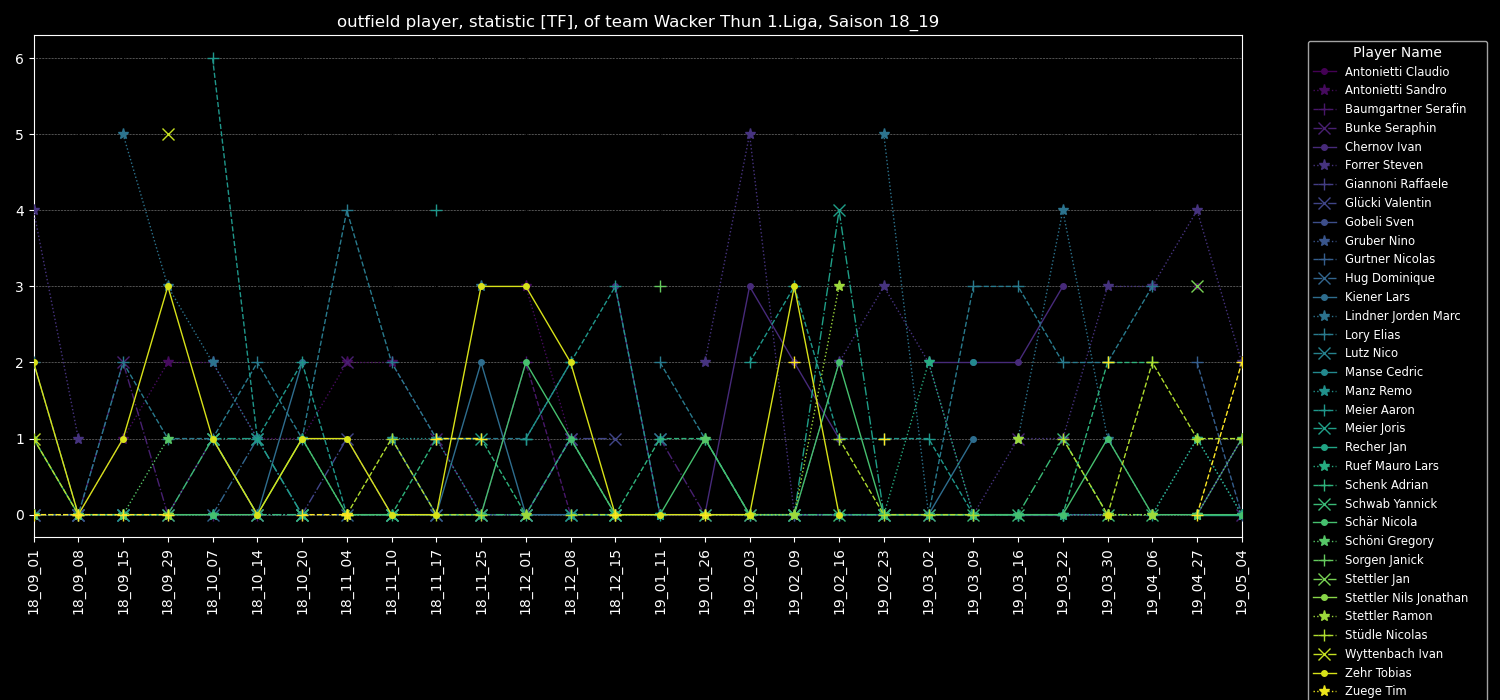 outfield player, statistic [TF], of team Wacker Thun 1.Liga, Saison 18_19
6
5
4
3
2
1
0
18_09_01
18_09_08
18_09_15
18_09_29
18_10_07
18_10_14
18_10_20
18_11_04
18_11_10
18_11_17
18_11_25
18_12_01
18_12_08
18_12_15
19_01_11
19_01_26
19_02_03
19_02_09
19_02_16
19_02_23
19_03_02
19_03_09
19_03_16
19_03_22
19_03_30
19_04_06
19_04_27
19_05_04
Player Name
Antonietti Claudio
Antonietti Sandro
Baumgartner Serafin
Bunke Seraphin
Chernov Ivan
Forrer Steven
Giannoni Raffaele
Glücki Valentin
Gobeli Sven
Gruber Nino
Gurtner Nicolas
Hug Dominique
Kiener Lars
Lindner Jorden Marc
Lory Elias
Lutz Nico
Manse Cedric
Manz Remo
Meier Aaron
Meier Joris
Recher Jan
Ruef Mauro Lars
Schenk Adrian
Schwab Yannick
Schär Nicola
Schöni Gregory
Sorgen Janick
Stettler Jan
Stettler Nils Jonathan
Stettler Ramon
Stüdle Nicolas
Wyttenbach Ivan
Zehr Tobias
Zuege Tim